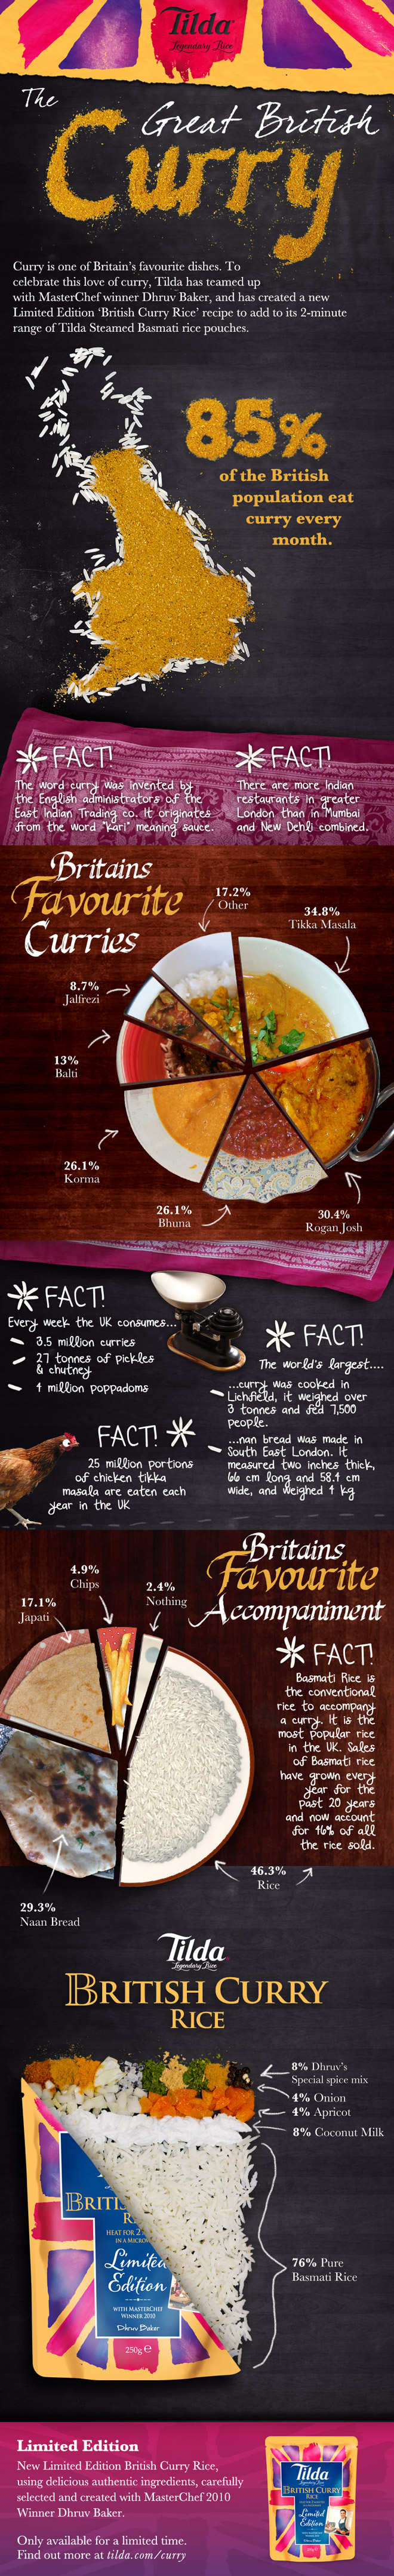 Tilda
Legendary Rice
The
Great British
Curry
Curry is one of Britain's favourite dishes. To
celebrate this love of curry, Tilda has teamed up
with MasterChef winner Dhruv Baker, and has created a new
Limited Edition 'British Curry Rice' recipe to add to its 2-minute
range of Tilda Steamed Basmati rice pouches.
85%
of the British
population eat
curry every
month.
FACT!
The word curry was invented by
the English administrators of the
East Indian Trading co. It originates
from the word "kari" meaning sauce.
FACT!
There are more Indian
restaurants in greater
London than in Mumbai
and New Dehli combined.
Britains
Favourite
Curries
17.2%
Other
34.8%
Tikka Masala
8.7%
Jalfrezi
13%
Balti
26.1%
Korma
26.1%
Bhuna
30.4%
Rogan Josh
FACT!
Every week the UK consumes...
3.5 million curries
27 tonnes of pickles
& chutney
4 million poppadoms
FACT!
The world's largest....
...curry was cooked in
Lichfield, it weighed over
3 tonnes and fed 7,500
people.
...nan bread was made in
South East London. It
measured two inches thick,
66 cm long and 58.4 cm
wide, and weighed 4 kg
FACT!
25 million portions
of chicken tikka
masala are eaten each
year in the UK
Britains
Favourite
Accompaniment
4.9%
Chips
2.4%
Nothing
17.1%
Japati
FACT!
Basmati Rice is
the conventional
rice to accompany
a curry. It is the
most popular rice
in the UK. Sales
of Basmati rice
have grown every
year for the
past 20 years
and now account
for 46% of all
the rice sold.
46.3%
Rice
29.3%
Naan Bread
Tilda
Legendary Rice
BRITISH CURRY
RICE
8% Dhruv's
Special spice mix
4% Onion
4% Apricot
8% Coconut Milk
BRITIS
R
HEAT FOR 2
IN A MICROW
Limited
Edition
WITH MASTERCHEF
WINNER 2010
Dhruv Baker
250g e
76% Pure
Basmati Rice
Limited Edition
New Limited Edition British Curry Rice,
using delicious authentic ingredients, carefully
selected and created with MasterChef 2010
Winner Dhruv Baker.
Only available for a limited time.
Find out more at tilda.com/curry
Tilda
BRITISH CURRY
RICE
Limited
Edition